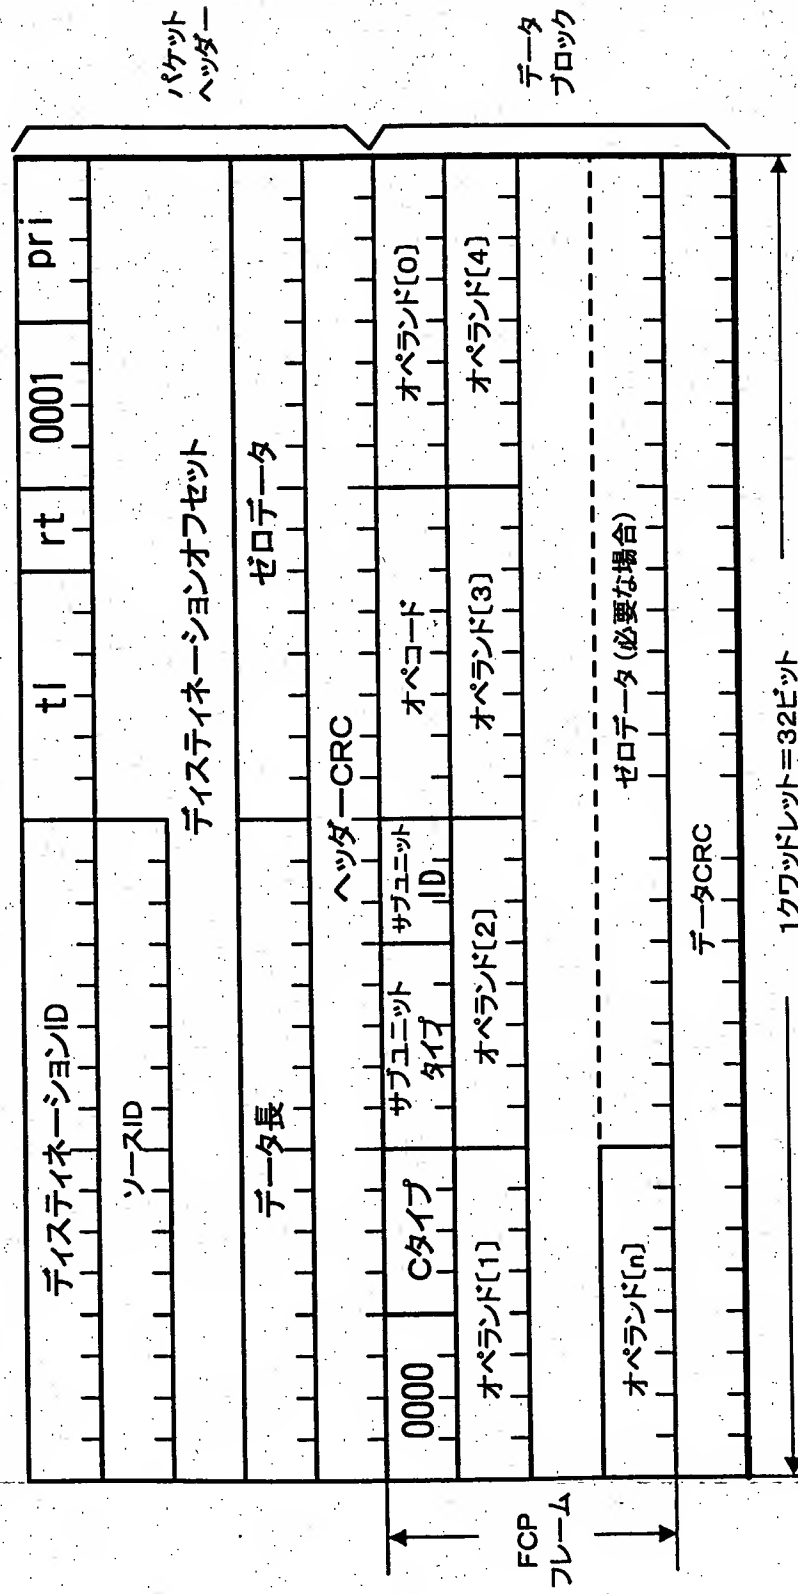 ディスティネーションID tl rt 0001 pri
ソースID
ディスティネーションオフセット
データ長 ゼロデータ
ヘッダーCRC
0000 Cタイプ サブユニット
タイプ サブユニット
ID オペコード オペランド[0]
オペランド[1] オペランド[2] オペランド[3] オペランド[4]
オペランド[n] ゼロデータ(必要な場合)
データCRC
パケット
ヘッダー
データ
ブロック
FCP
フレーム
1クワッドレット=32ビット